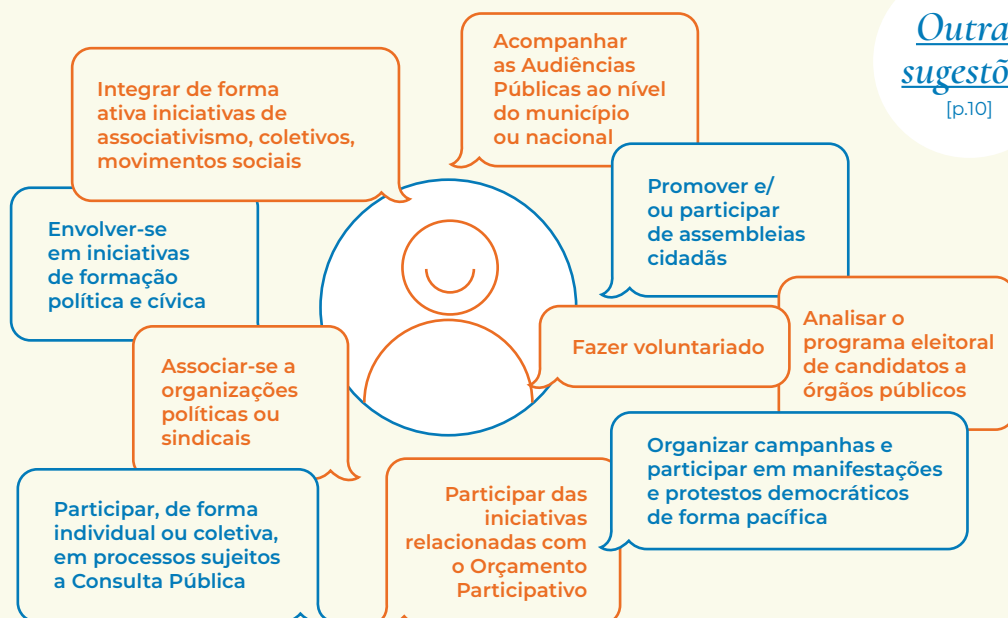 Outra
sugestõ
[p.10]
Acompanhar
as Audiências
Públicas ao nível
do município
ou nacional
Integrar de forma
ativa iniciativas de
associativismo, coletivos,
movimentos sociais
Promover e/
ou participar
de assembleias
cidadãs
Envolver-se
em iniciativas
de formação
política e cívica
Analisar o
programa eleitoral
de candidatos a
órgãos públicos
Fazer voluntariado
Associar-se a
organizações
políticas ou
sindicais
Organizar campanhas e
participar em manifestações
e protestos democráticos
de forma pacífica
Participar das
iniciativas
relacionadas com
o Orçamento
Participativo
Participar, de forma
individual ou coletiva,
em processos sujeitos
a Consulta Pública